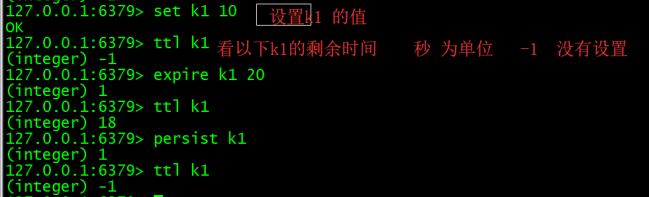 127.0.0.1:6379> set k1 10 设置k1 的值
OK
127.0.0.1:6379> ttl k1
(integer) -1 看以下k1的剩余时间 秒 为单位 -1 没有设置
127.0.0.1:6379> expire k1 20
(integer) 1
127.0.0.1:6379> ttl k1
(integer) 18
127.0.0.1:6379> persist k1
(integer) 1
127.0.0.1:6379> ttl k1
(integer) -1